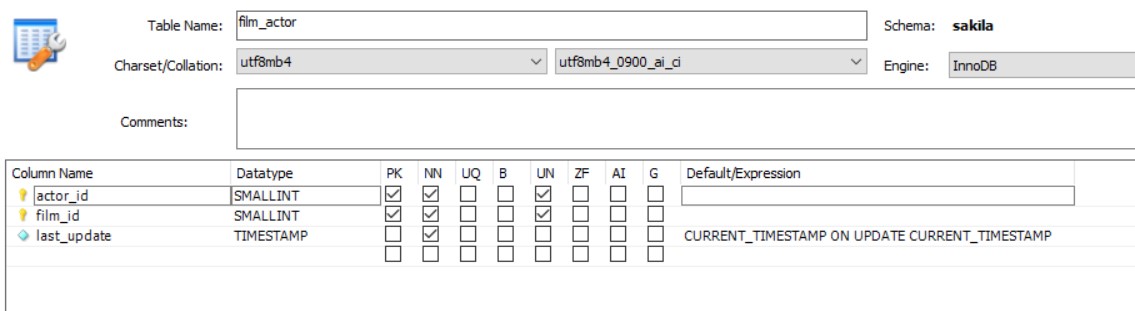 Table Name: film_actor Schema: sakila
Charset/Collation: utf8mb4 utf8mb4_0900_ai_ci Engine: InnoDB
Comments:
Column Name Datatype PK NN UQ B UN ZF AI G Default/Expression
actor_id SMALLINT
film_id SMALLINT
last_update TIMESTAMP CURRENT_TIMESTAMP ON UPDATE CURRENT_TIMESTAMP